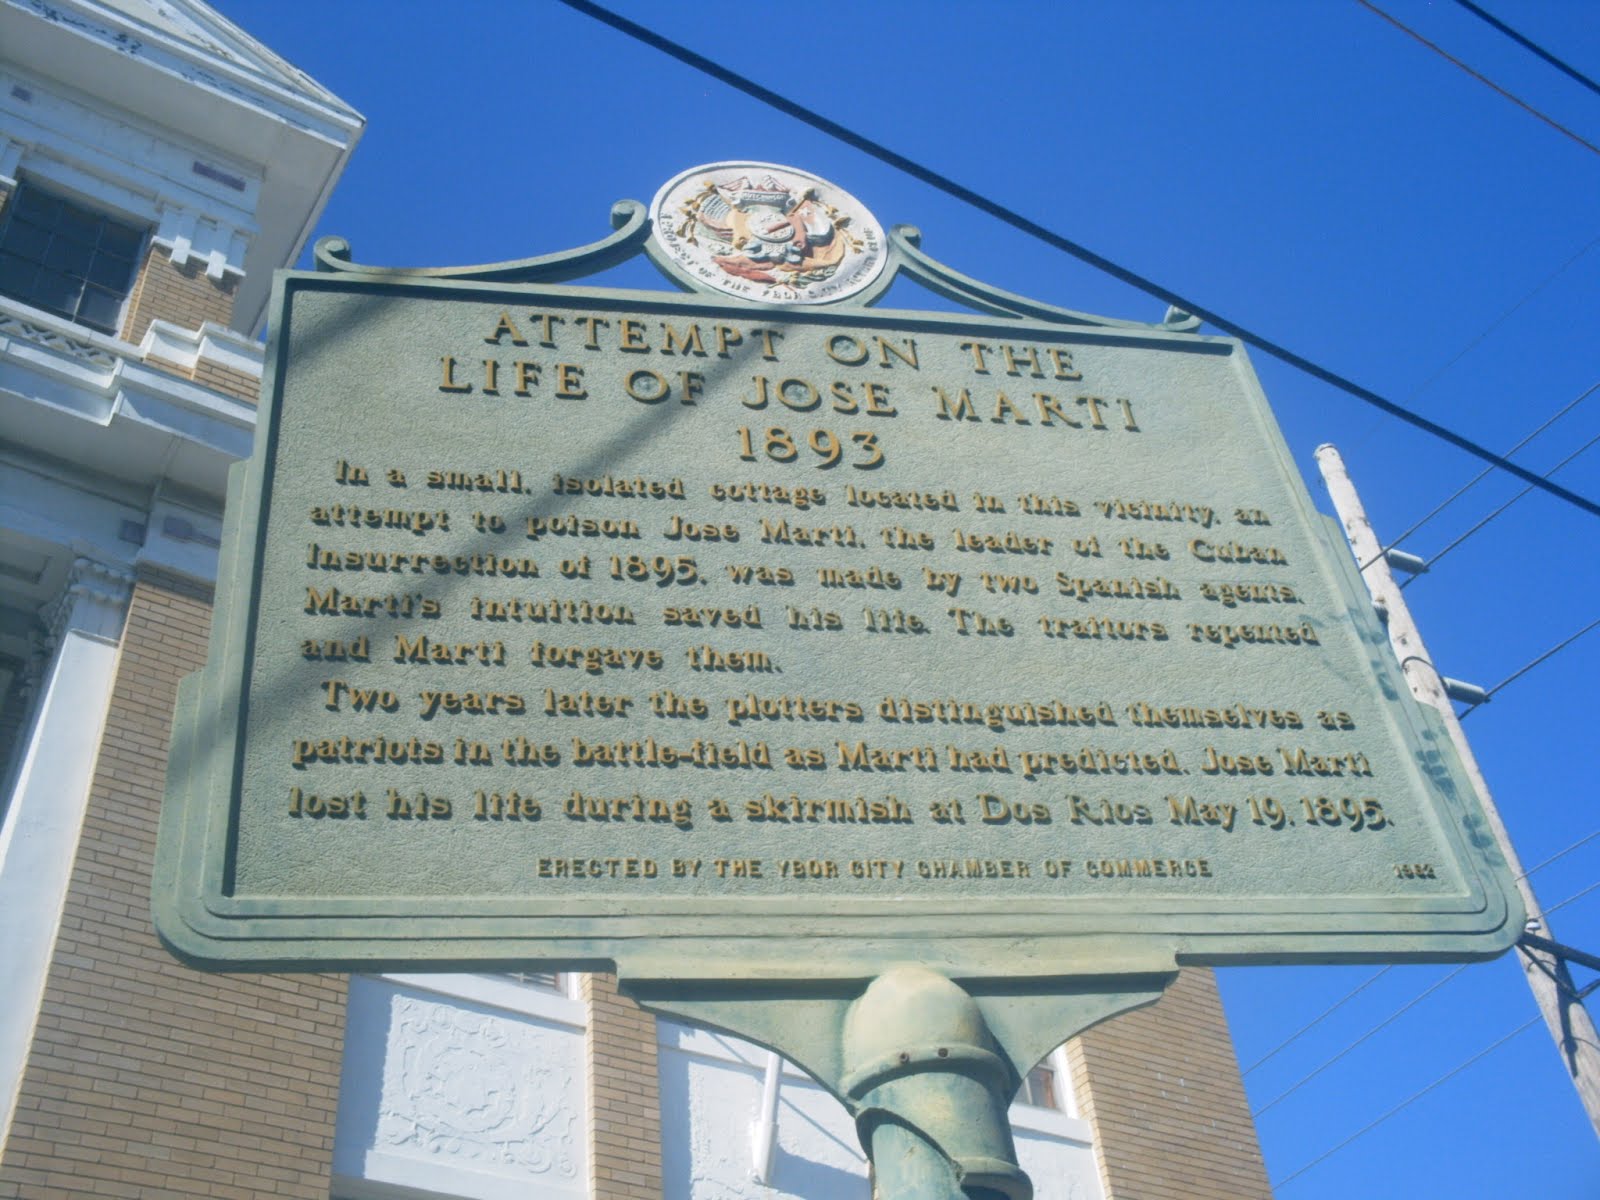 ATTEMPT ON THE
LIFE OF JOSE MARTI
1893
In a small, isolated cottage located in this vicinity, an
attempt to poison Jose Marti, the leader of the Cuban
Insurrection of 1895, was made by two Spanish agents.
Marti's intuition saved his life. The traitors repented
and Marti forgave them.
Two years later the plotters distinguished themselves as
patriots in the battle-field as Marti had predicted. Jose Marti
lost his life during a skirmish at Dos Rios May 19, 1895.
ERECTED BY THE YBOR CITY CHAMBER OF COMMERCE